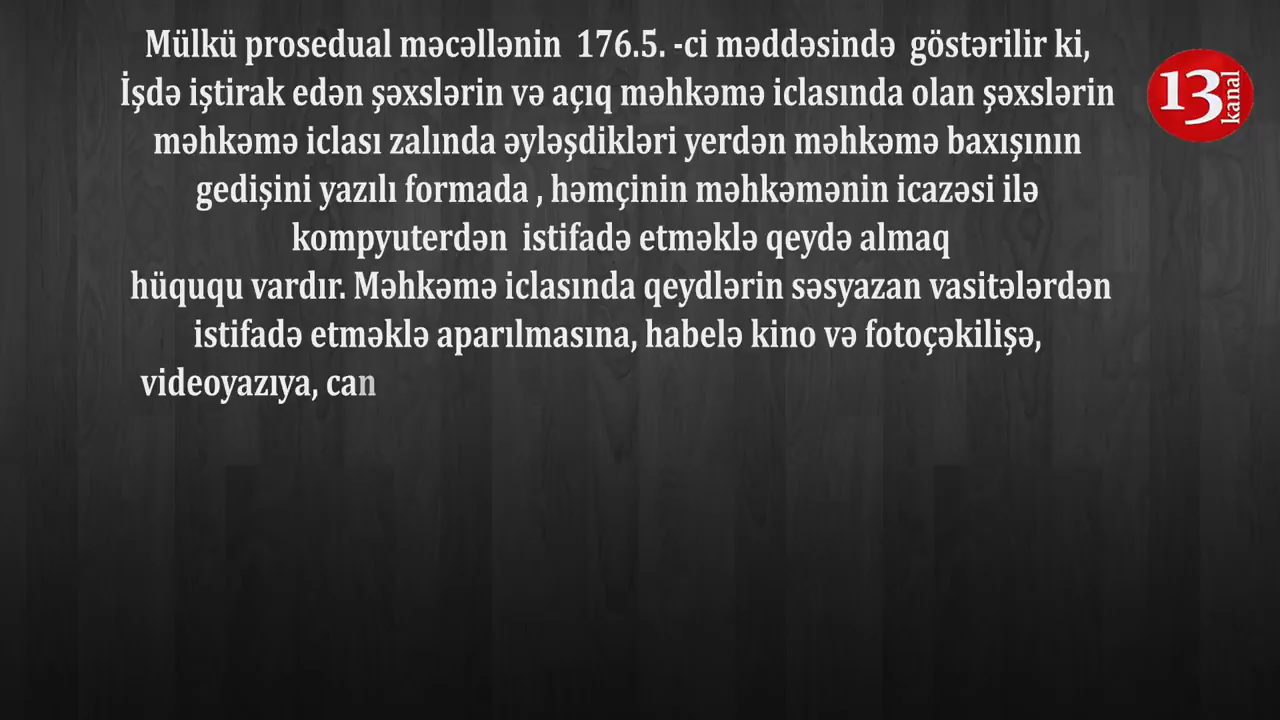 Mülkü prosedual məcəllənin 176.5. -ci məddəsində göstərilir ki,
İşdə iştirak edən şəxslərin və açıq məhkəmə iclasında olan şəxslərin
məhkəmə iclası zalında əyləşdikləri yerdən məhkəmə baxışının
gedişini yazılı formada , həmçinin məhkəmənin icazəsi ilə
kompyuterdən istifadə etməklə qeydə almaq
hüququ vardır. Məhkəmə iclasında qeydlərin səsyazan vasitələrdən
istifadə etməklə aparılmasına, habelə kino və fotoçəkilişə,
videoyazıya, can
13 kanal